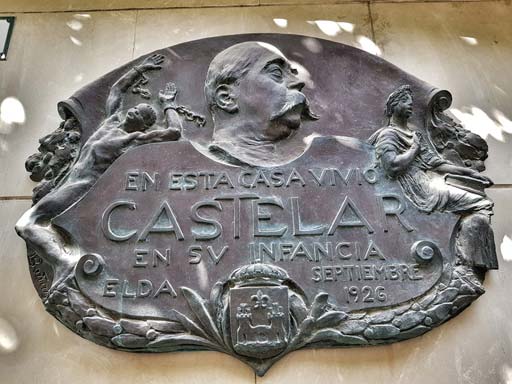 EN ESTA CASA VIVIÓ
CASTELAR
EN SV INFANCIA
ELDA SEPTIEMBRE
1926